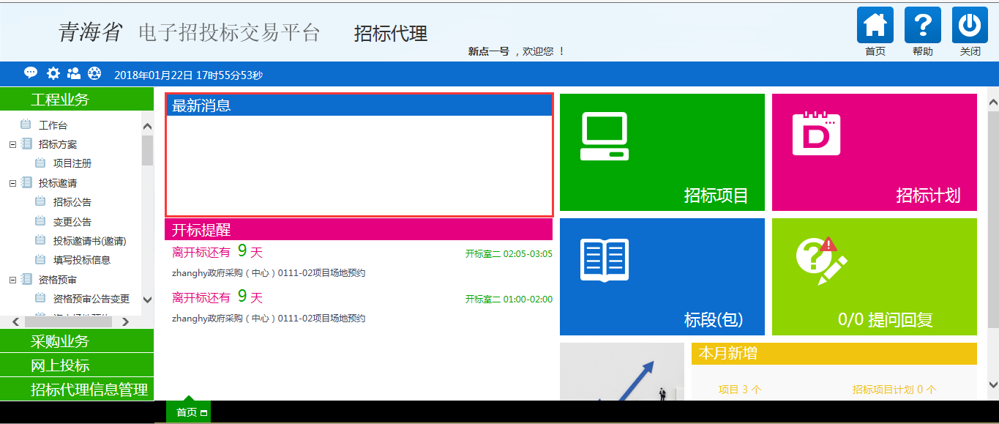 青海省 电子招投标交易平台 招标代理
新点一号 ，欢迎您 ！
首页 帮助 关闭
2018年01月22日 17时55分53秒
工程业务
工作台
招标方案
项目注册
投标邀请
招标公告
变更公告
投标邀请书(邀请)
填写投标信息
资格预审
资格预审公告变更
采购业务
网上投标
招标代理信息管理
最新消息
开标提醒
离开标还有 9 天 开标室二 02:05-03:05
zhanghy政府采购（中心）0111-02项目场地预约
离开标还有 9 天 开标室二 01:00-02:00
zhanghy政府采购（中心）0111-02项目场地预约
招标项目
D
招标计划
标段(包)
0/0 提问回复
本月新增
项目 3 个 招标项目计划 0 个
首页